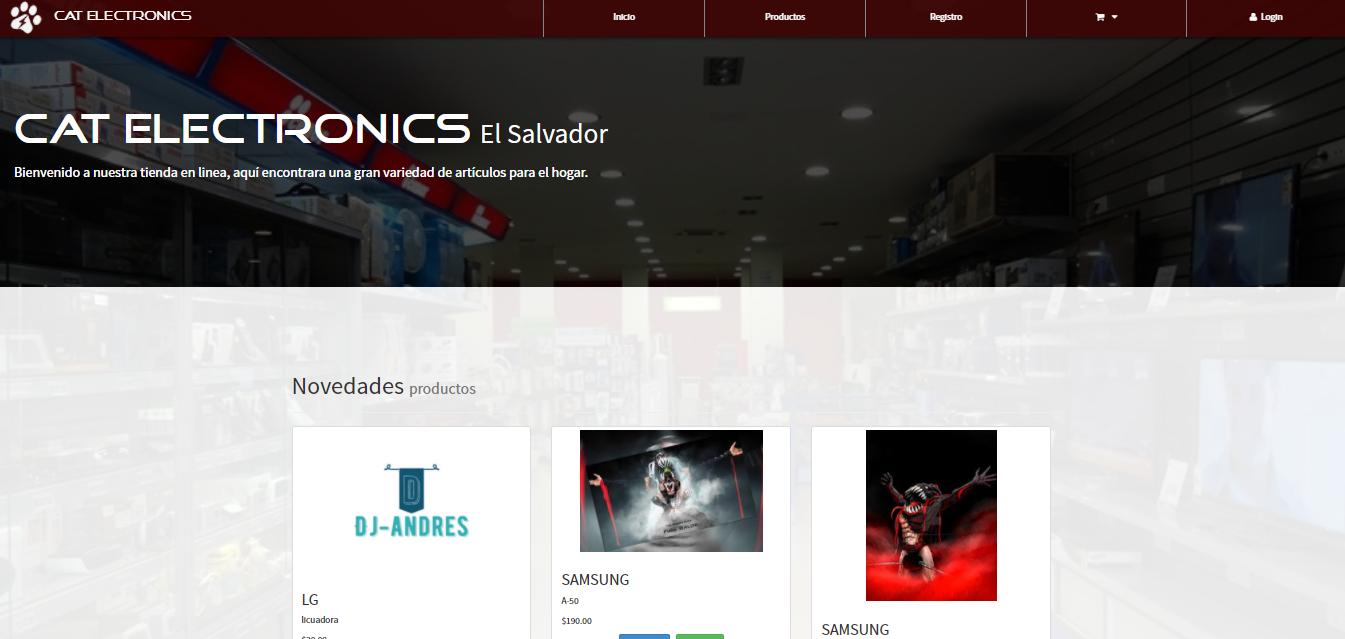 CAT ELECTRONICS
Inicio
Productos
Registro
Login
CAT ELECTRONICS El Salvador
Bienvenido a nuestra tienda en linea, aquí encontrara una gran variedad de artículos para el hogar.
Novedades productos
D
DJ-ANDRES
LG
licuadora
SAMSUNG
A-50
$190.00
SAMSUNG